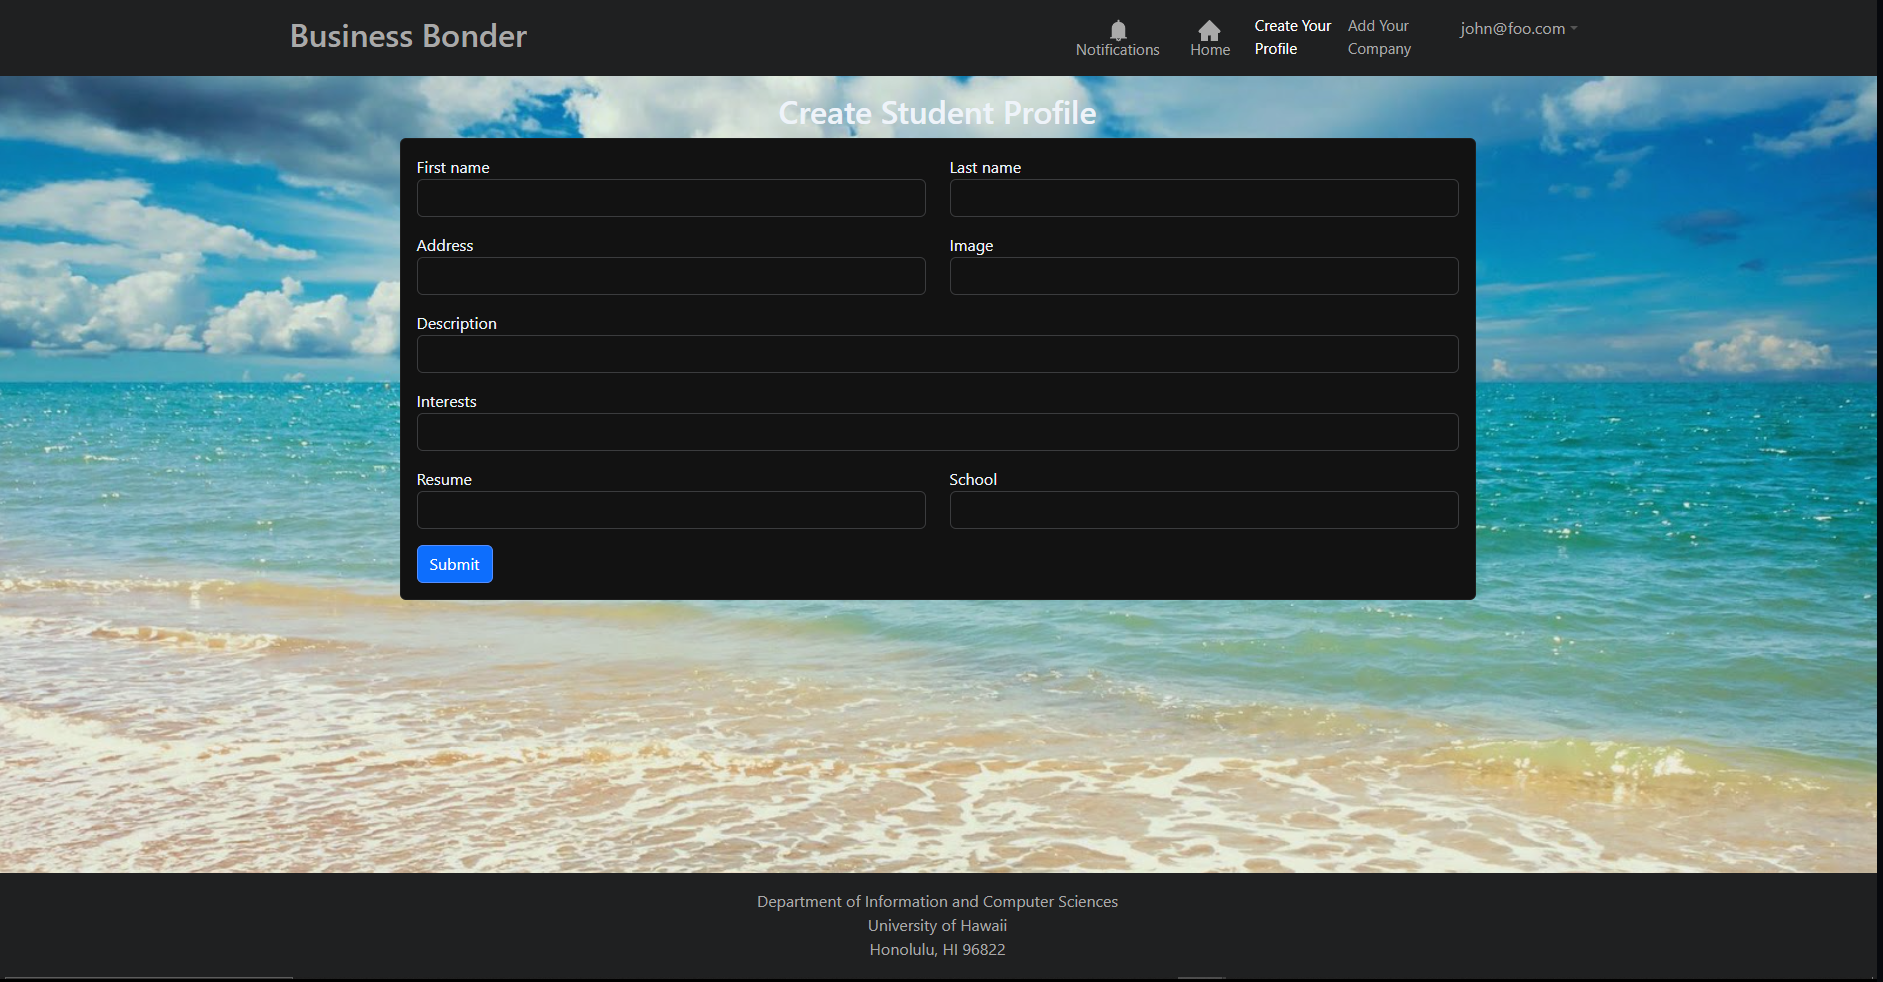 Business Bonder
Notifications
Home
Create Your
Profile
Add Your
Company
john@foo.com
Create Student Profile
First name
Last name
Address
Image
Description
Interests
Resume
School
Submit
Department of Information and Computer Sciences
University of Hawaii
Honolulu, HI 96822